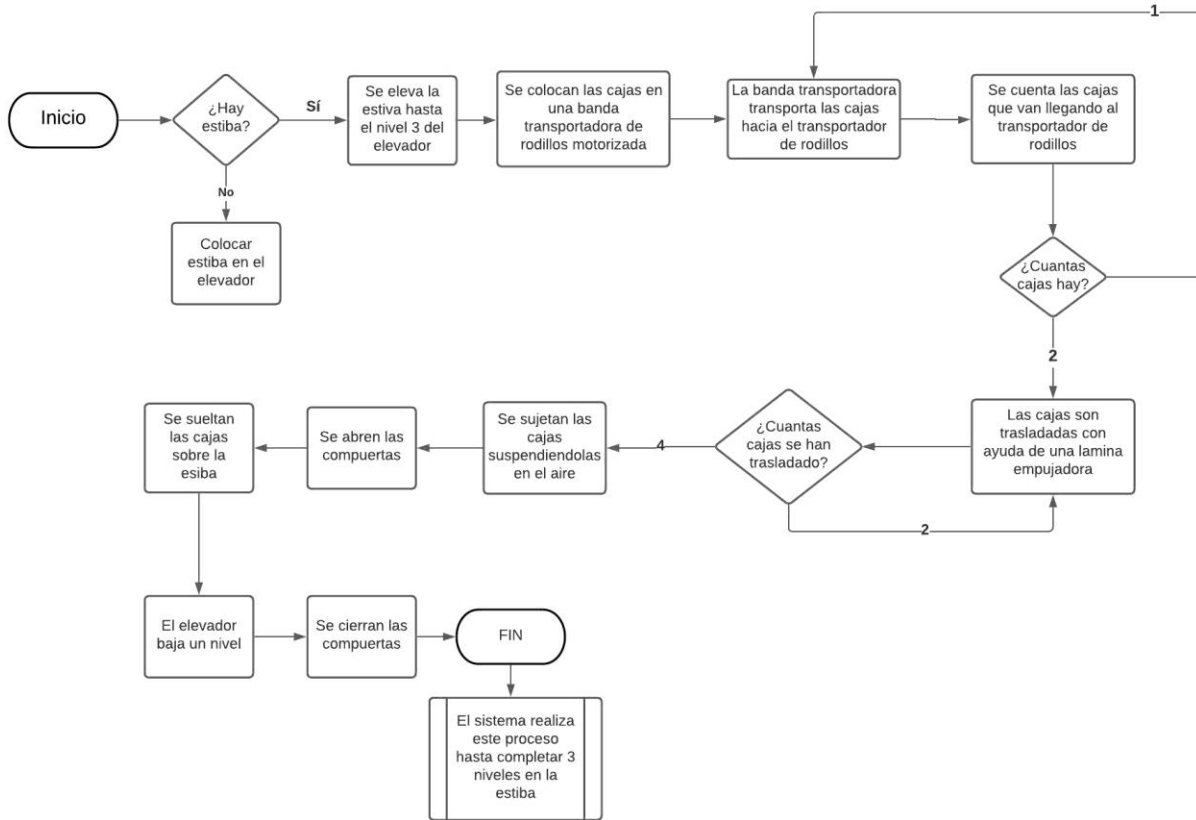 Inicio
¿Hay
estiba?
Sí
Se eleva la
estiva hasta
el nivel 3 del
elevador
Se colocan las cajas en
una banda
transportadora de
rodillos motorizada
La banda transportadora
transporta las cajas
hacia el transportador
de rodillos
Se cuenta las cajas
que van llegando al
transportador de
rodillos
1
No
Colocar
estiba en el
elevador
¿Cuantas
cajas hay?
2
Las cajas son
trasladadas con
ayuda de una lamina
empujadora
¿Cuantas
cajas se han
trasladado?
2
4
Se sujetan las
cajas
suspendiendolas
en el aire
Se abren las
compuertas
Se sueltan
las cajas
sobre la
esiba
El elevador
baja un nivel
Se cierran las
compuertas
FIN
El sistema realiza
este proceso
hasta completar 3
niveles en la
estiba